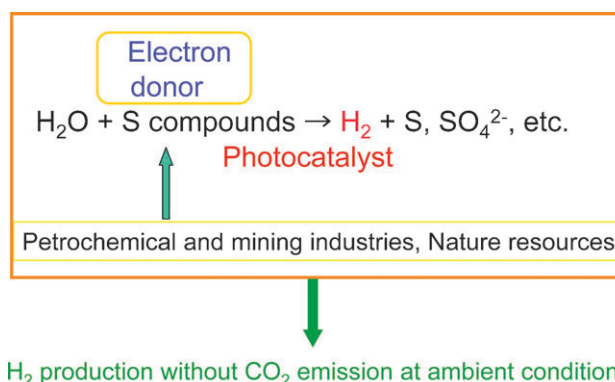 Electron
donor
H₂O + S compounds → H₂ + S, SO₄²⁻, etc.
Photocatalyst
Petrochemical and mining industries, Nature resources
H₂ production without CO₂ emission at ambient condition